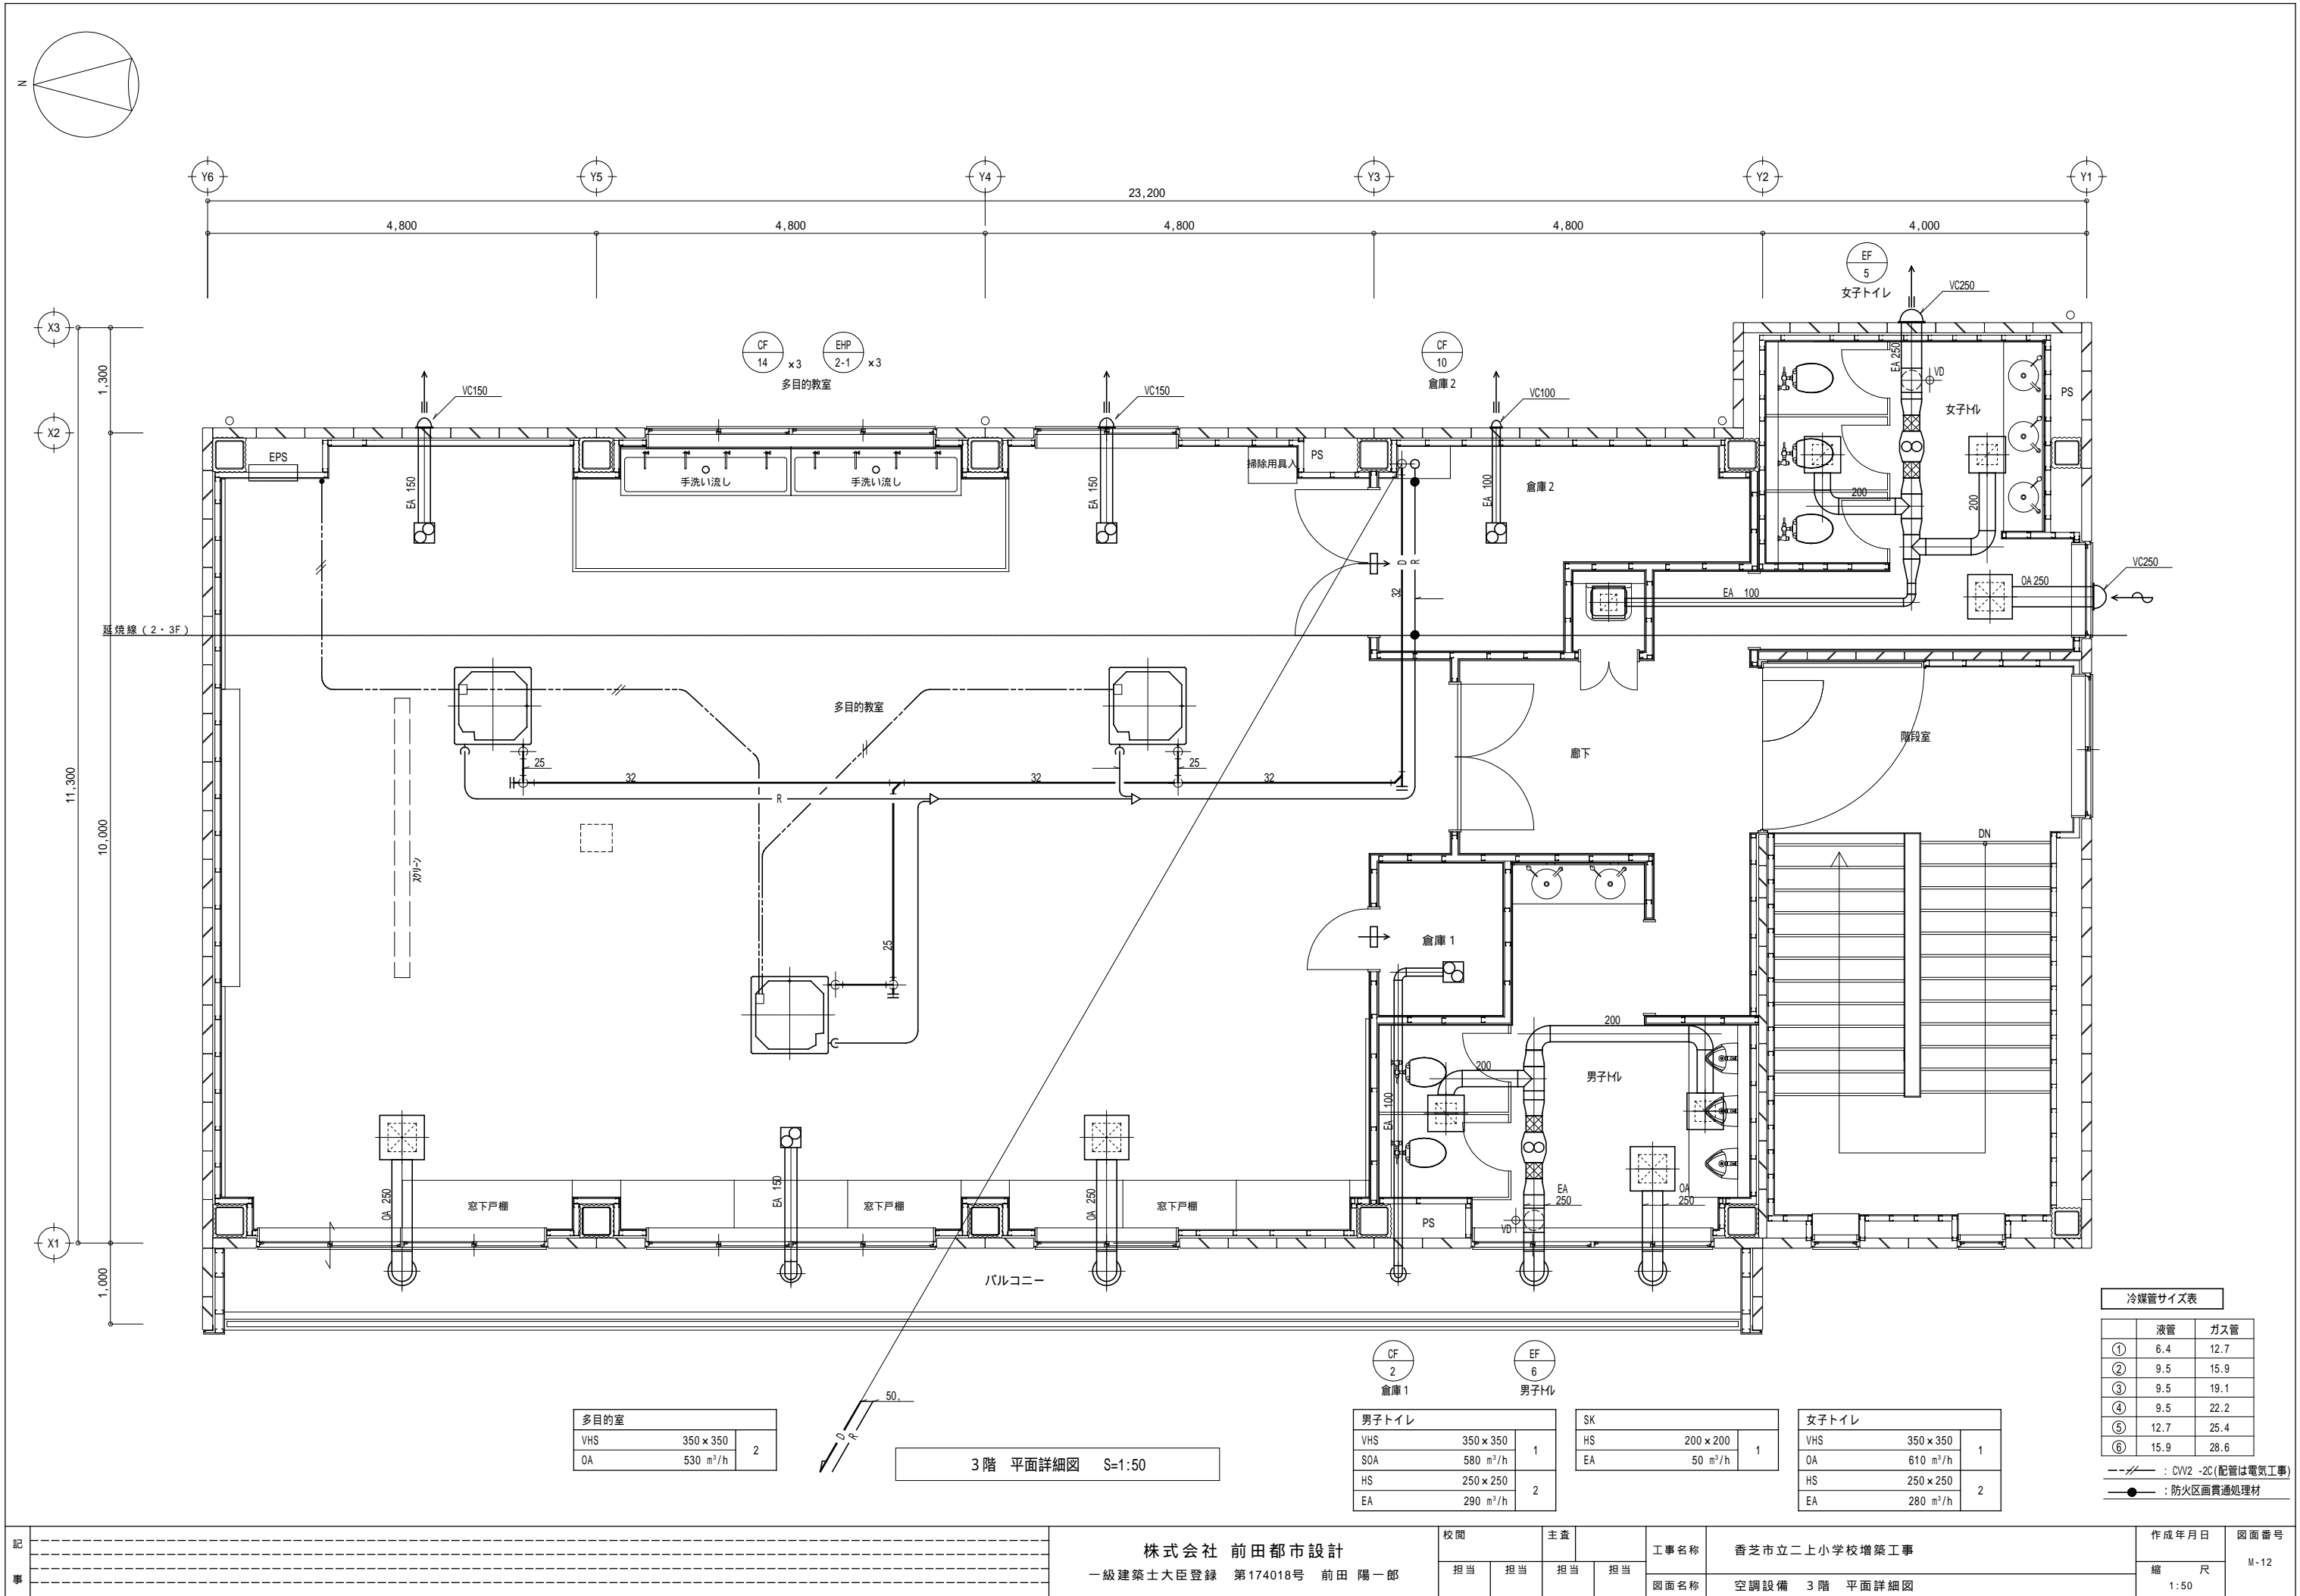 N
Y6
Y5
Y4
Y3
Y2
Y1
23,200
4,800
4,800
4,800
4,800
4,000
EF
5
女子トイレ
VC250
X3
X2
X1
1,300
11,300
10,000
1,000
CF
14
×3
EHP
2-1
×3
多目的教室
CF
10
倉庫2
VC150
VC150
VC100
EPS
EA 150
手洗い流し
手洗い流し
EA 150
掃除用具入
PS
EA 100
倉庫2
EA 250
VD
女子トイレ
PS
200
200
VC250
OA 250
EA 100
D
R
32
延焼線(2・3F)
多目的教室
25
25
32
32
32
R
25
スクリーン
廊下
階段室
DN
倉庫1
200
200
男子トイレ
EA 100
OA 250
窓下戸棚
EA 150
窓下戸棚
OA 250
窓下戸棚
PS
VD
EA
250
OA
250
バルコニー
CF
2
倉庫1
EF
6
男子トイレ
50,
D
R
3階 平面詳細図 S=1:50
多目的室
VHS 350×350
OA 530 m³/h
2
男子トイレ
VHS 350×350
SOA 580 m³/h
1
HS 250×250
EA 290 m³/h
2
SK
HS 200×200
EA 50 m³/h
1
女子トイレ
VHS 350×350
OA 610 m³/h
1
HS 250×250
EA 280 m³/h
2
冷媒管サイズ表
液管 ガス管
① 6.4 12.7
② 9.5 15.9
③ 9.5 19.1
④ 9.5 22.2
⑤ 12.7 25.4
⑥ 15.9 28.6
: CVV2 -2C(配管は電気工事)
: 防火区画貫通処理材
記
事
株式会社 前田都市設計
一級建築士大臣登録 第174018号 前田 陽一郎
校閲
主査
担当 担当 担当 担当
工事名称 香芝市立二上小学校増築工事
図面名称 空調設備 3階 平面詳細図
作成年月日
縮尺
1:50
図面番号
M-12